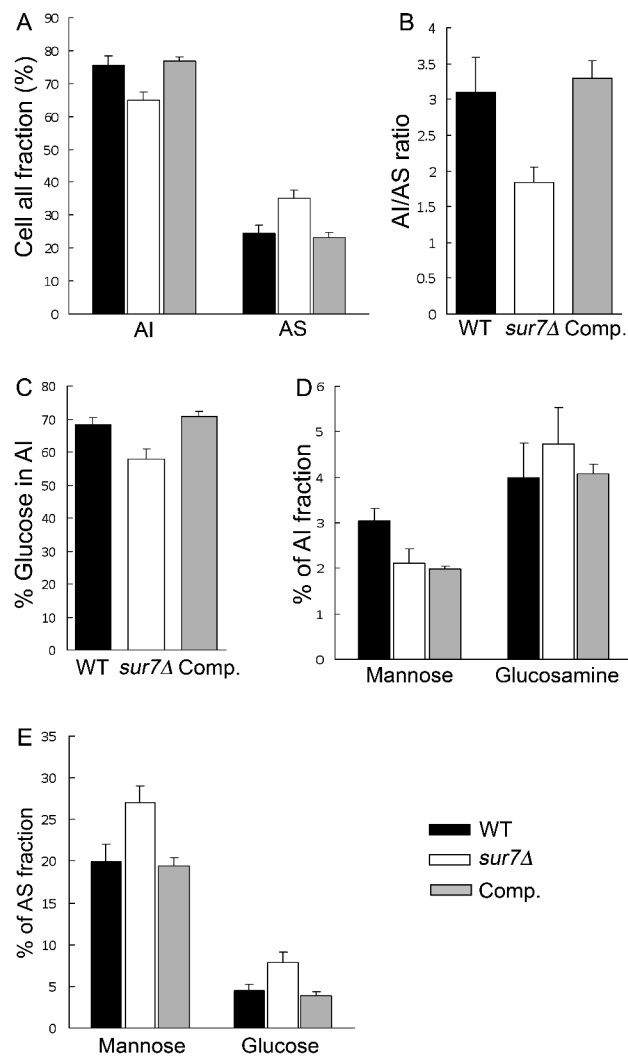 A
Cell all fraction (%)
90
80
70
60
50
40
30
20
10
0
AI AS
B
AI/AS ratio
4
3.5
3
2.5
2
1.5
1
0.5
0
WT sur7Δ Comp.
C
% Glucose in AI
80
70
60
50
40
30
20
10
0
WT sur7Δ Comp.
D
% of AI fraction
6
5
4
3
2
1
0
Mannose Glucosamine
E
% of AS fraction
35
30
25
20
15
10
5
0
Mannose Glucose
WT
sur7Δ
Comp.